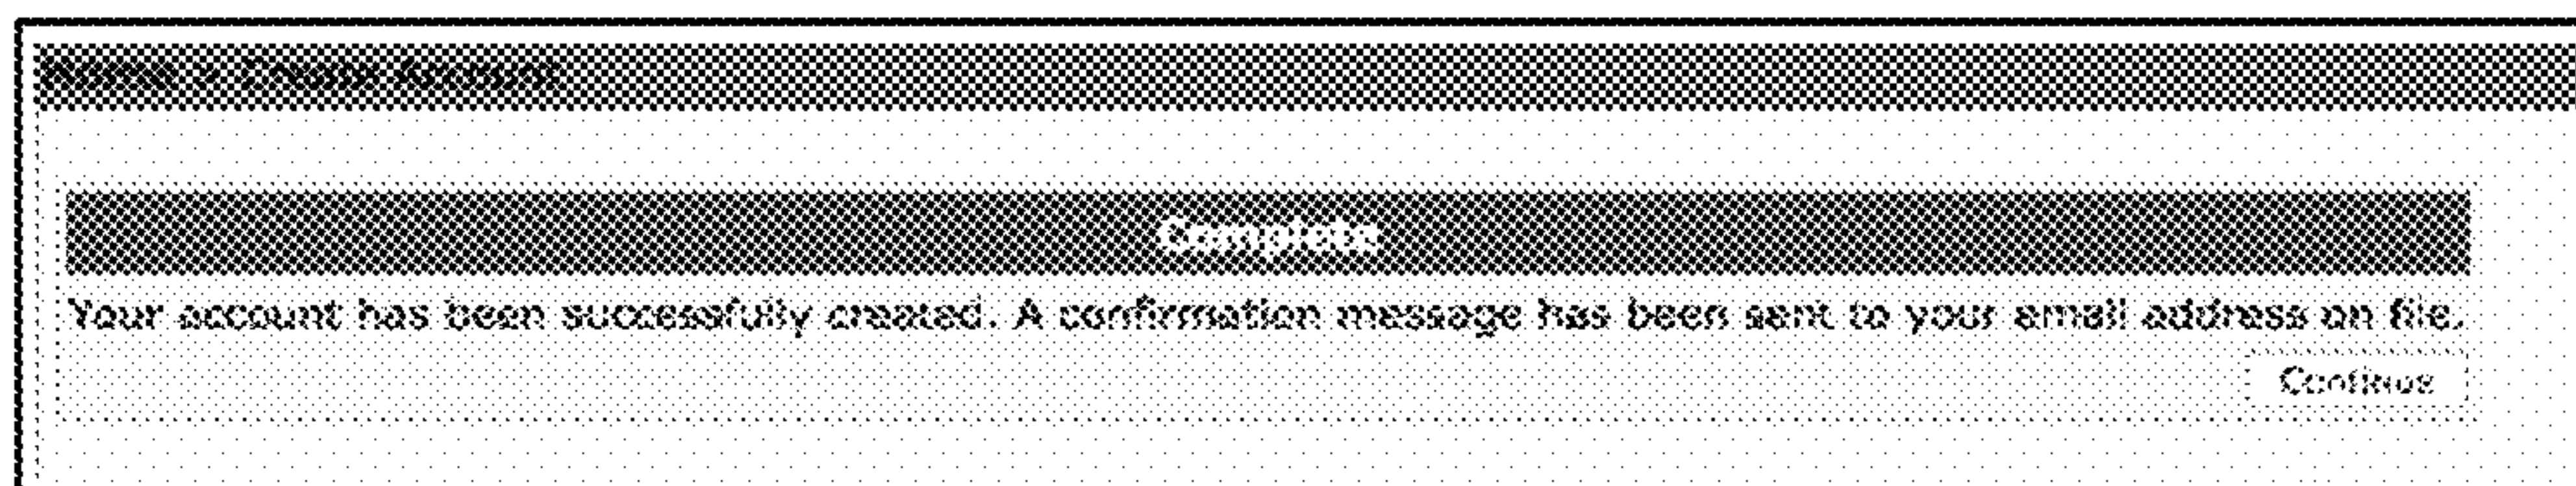 > Create Account
Complete
Your account has been successfully created. A confirmation message has been sent to your email address on file.
Continue